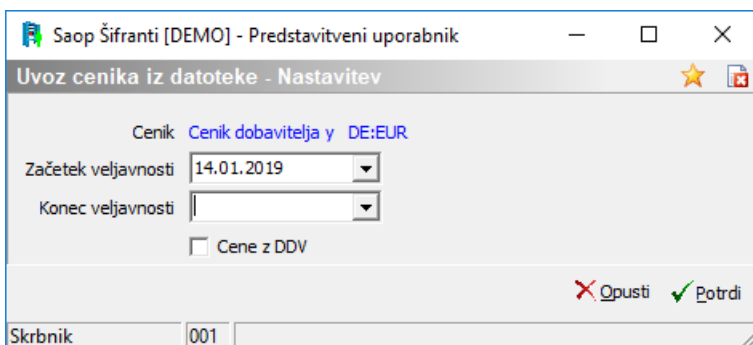 Saop Šifranti [DEMO] - Predstavitveni uporabnik
Uvoz cenika iz datoteke - Nastavitev
Cenik Cenik dobavitelja y DE:EUR
Začetek veljavnosti 14.01.2019
Konec veljavnosti
Cene z DDV
Opusti Potrdi
Skrbnik 001